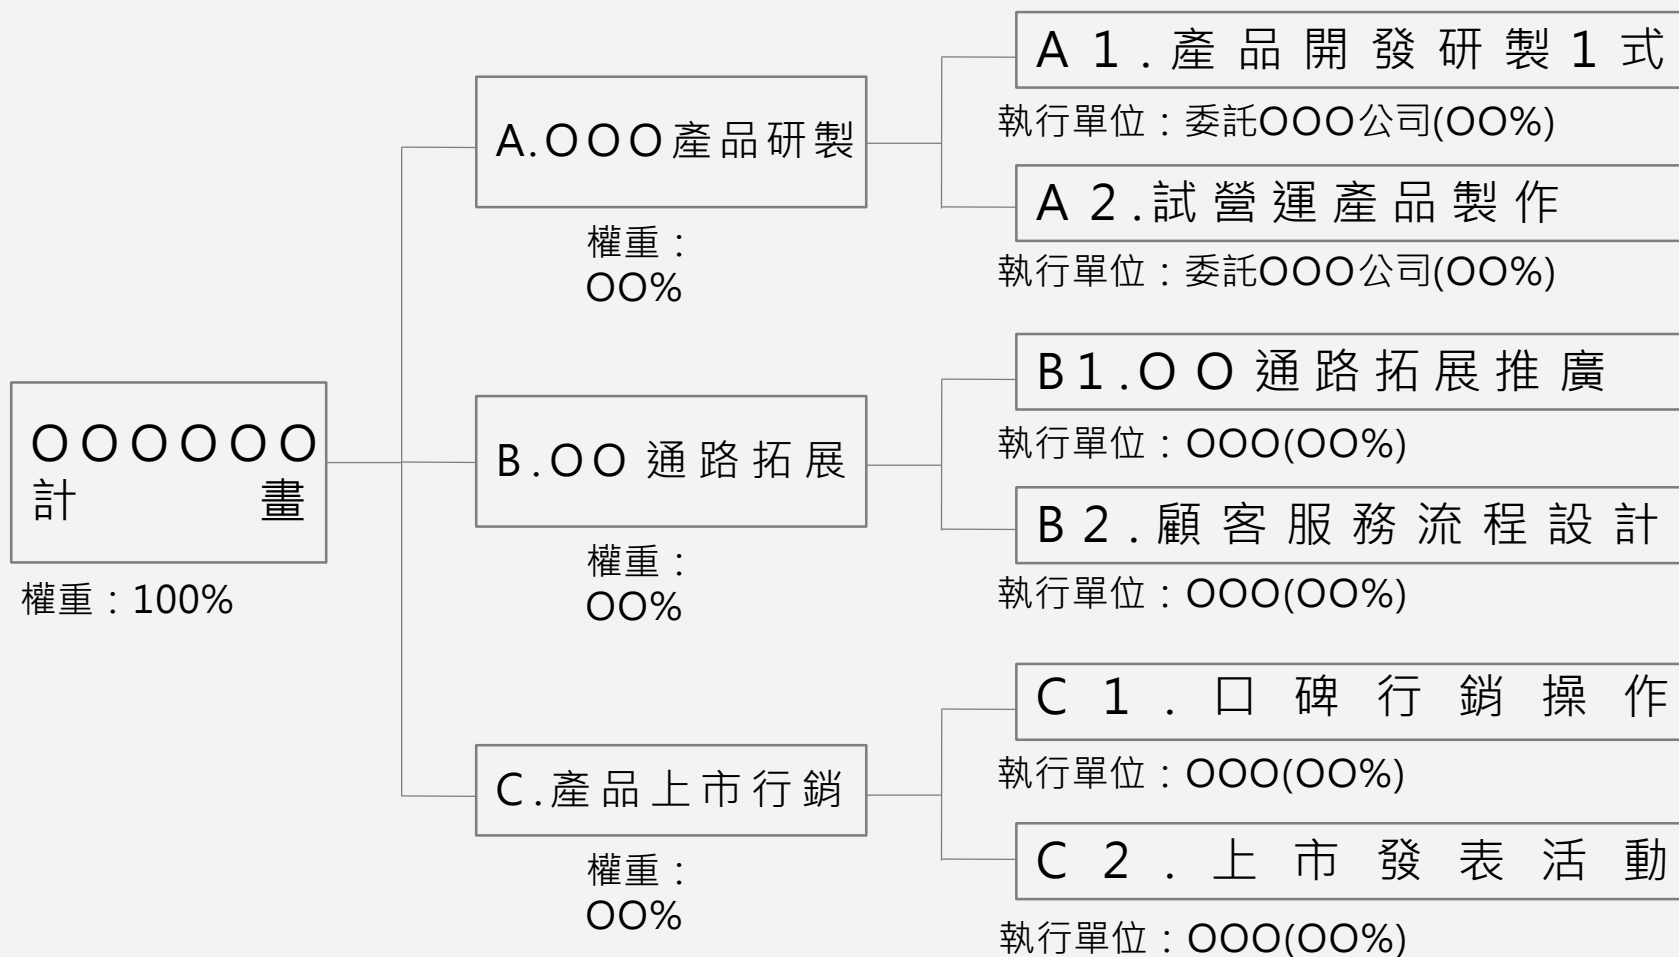 OOOOOO
計畫
權重：100%
A.OOO產品研製
權重：
OO%
A1.產品開發研製1式
執行單位：委託OOO公司(OO%)
A2.試營運產品製作
執行單位：委託OOO公司(OO%)
B.OO通路拓展
權重：
OO%
B1.OO通路拓展推廣
執行單位：OOO(OO%)
B2.顧客服務流程設計
執行單位：OOO(OO%)
C.產品上市行銷
權重：
OO%
C1.口碑行銷操作
執行單位：OOO(OO%)
C2.上市發表活動
執行單位：OOO(OO%)